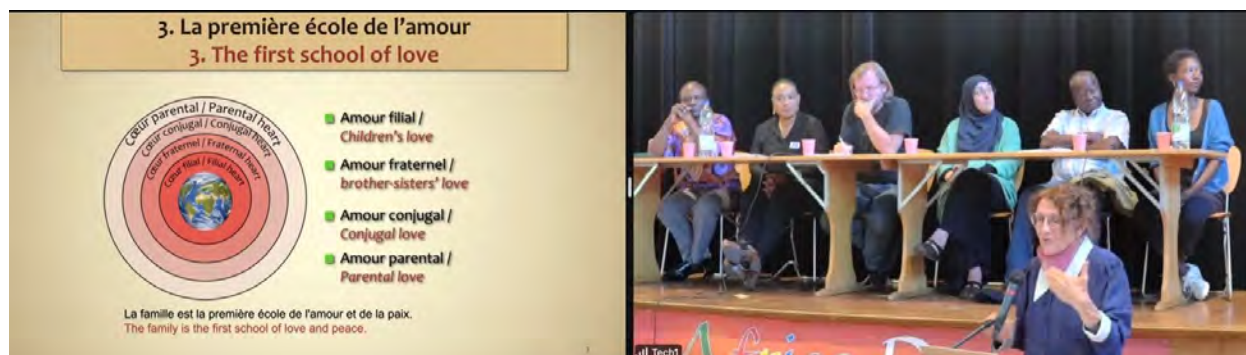 3. La première école de l'amour
3. The first school of love
Cœur parental / Parental heart
Cœur conjugal / Conjugal heart
Cœur fraternel / Fraternal heart
Cœur filial / Filial heart
Amour filial /
Children's love
Amour fraternel /
brother-sisters' love
Amour conjugal /
Conjugal love
Amour parental /
Parental love
La famille est la première école de l'amour et de la paix.
The family is the first school of love and peace.
Tech1